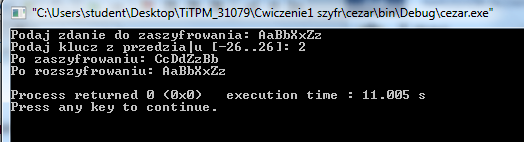 "C:\Users\student\Desktop\TiTPM_31079\Cwiczenie1 szyfr\cezar\bin\Debug\cezar.exe"
Podaj zdanie do zaszyfrowania: AaBbXxZz
Podaj klucz z przedzia|u [-26..26]: 2
Po zaszyfrowaniu: CcDdZzBb
Po rozszyfrowaniu: AaBbXxZz
Process returned 0 (0x0)   execution time : 11.005 s
Press any key to continue.